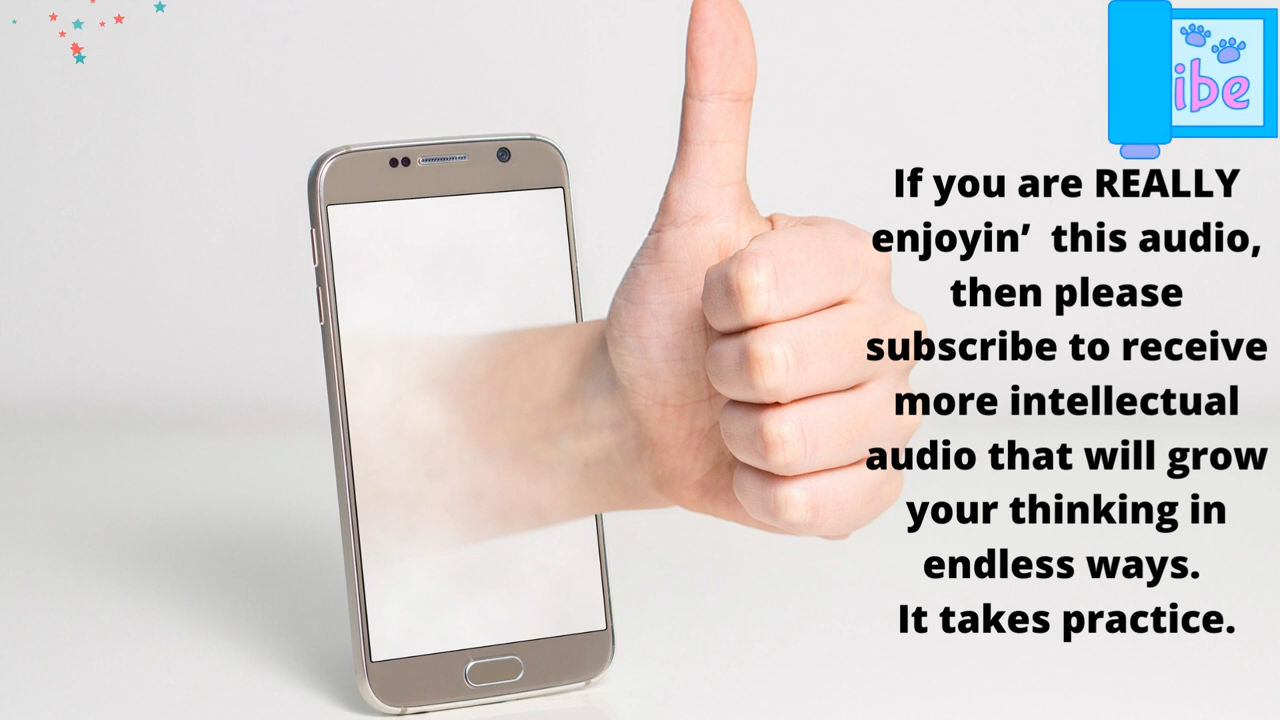 ibe
If you are REALLY
enjoyin’  this audio,
then please
subscribe to receive
more intellectual
audio that will grow
your thinking in
endless ways.
It takes practice.